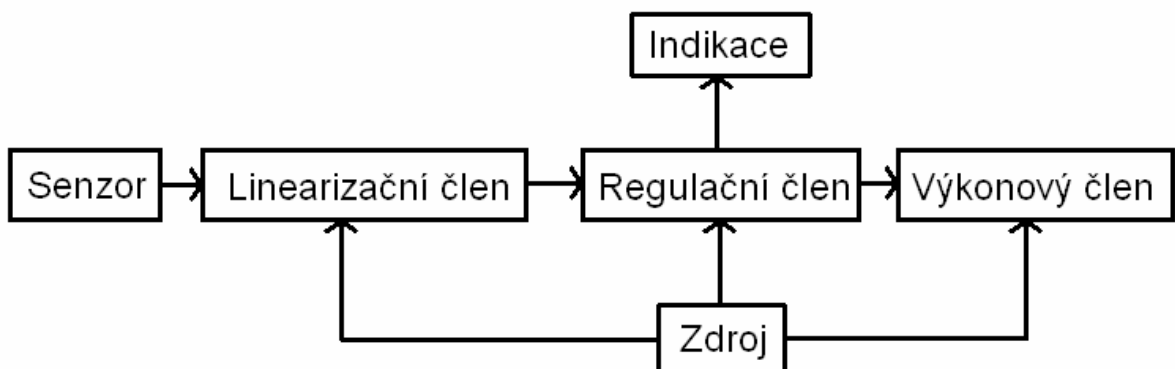 Indikace
Senzor
Linearizační člen
Regulační člen
Výkonový člen
Zdroj